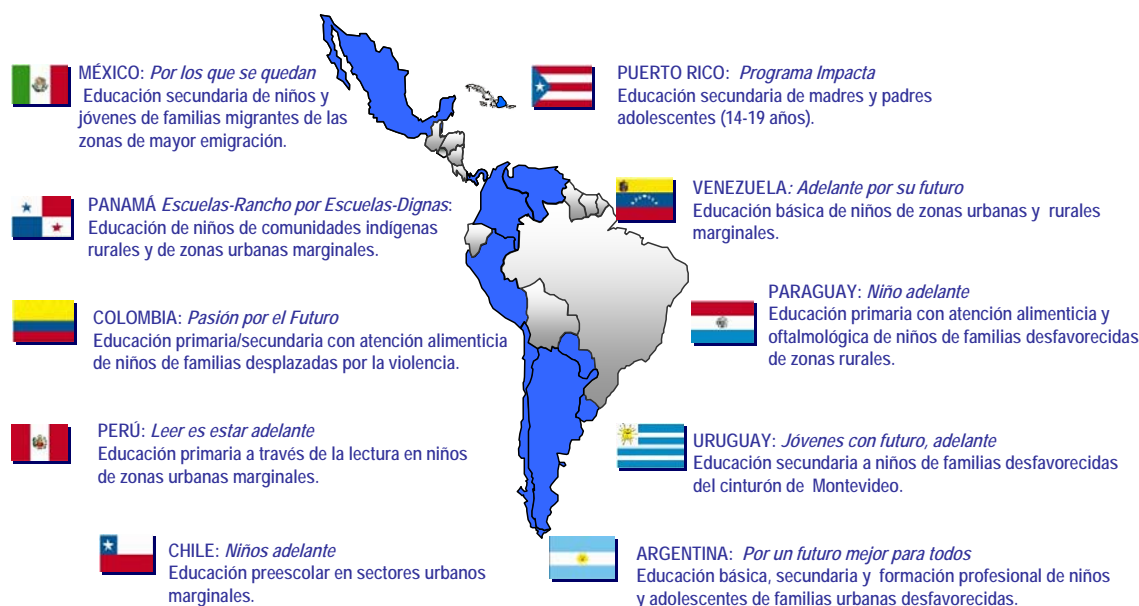 MÉXICO: Por los que se quedan
Educación secundaria de niños y
jóvenes de familias migrantes de las
zonas de mayor emigración.
PANAMÁ Escuelas-Rancho por Escuelas-Dignas:
Educación de niños de comunidades indígenas
rurales y de zonas urbanas marginales.
COLOMBIA: Pasión por el Futuro
Educación primaria/secundaria con atención alimenticia
de niños de familias desplazadas por la violencia.
PERÚ: Leer es estar adelante
Educación primaria a través de la lectura en niños
de zonas urbanas marginales.
CHILE: Niños adelante
Educación preescolar en sectores urbanos
marginales.
PUERTO RICO: Programa Impacta
Educación secundaria de madres y padres
adolescentes (14-19 años).
VENEZUELA: Adelante por su futuro
Educación básica de niños de zonas urbanas y rurales
marginales.
PARAGUAY: Niño adelante
Educación primaria con atención alimenticia y
oftalmológica de niños de familias desfavorecidas
de zonas rurales.
URUGUAY: Jóvenes con futuro, adelante
Educación secundaria a niños de familias desfavorecidas
del cinturón de Montevideo.
ARGENTINA: Por un futuro mejor para todos
Educación básica, secundaria y formación profesional de niños
y adolescentes de familias urbanas desfavorecidas.